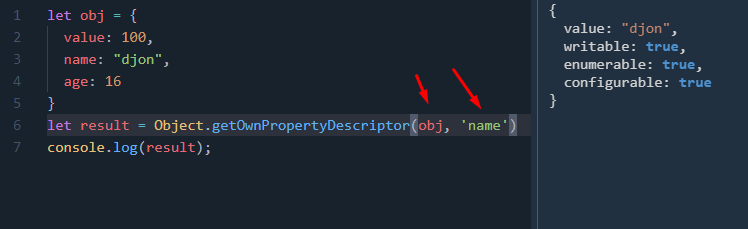 1 let obj = {
2   value: 100,
3   name: "djon",
4   age: 16
5 }
6 let result = Object.getOwnPropertyDescriptor(obj, 'name')
7 console.log(result);
{
  value: "djon",
  writable: true,
  enumerable: true,
  configurable: true
}